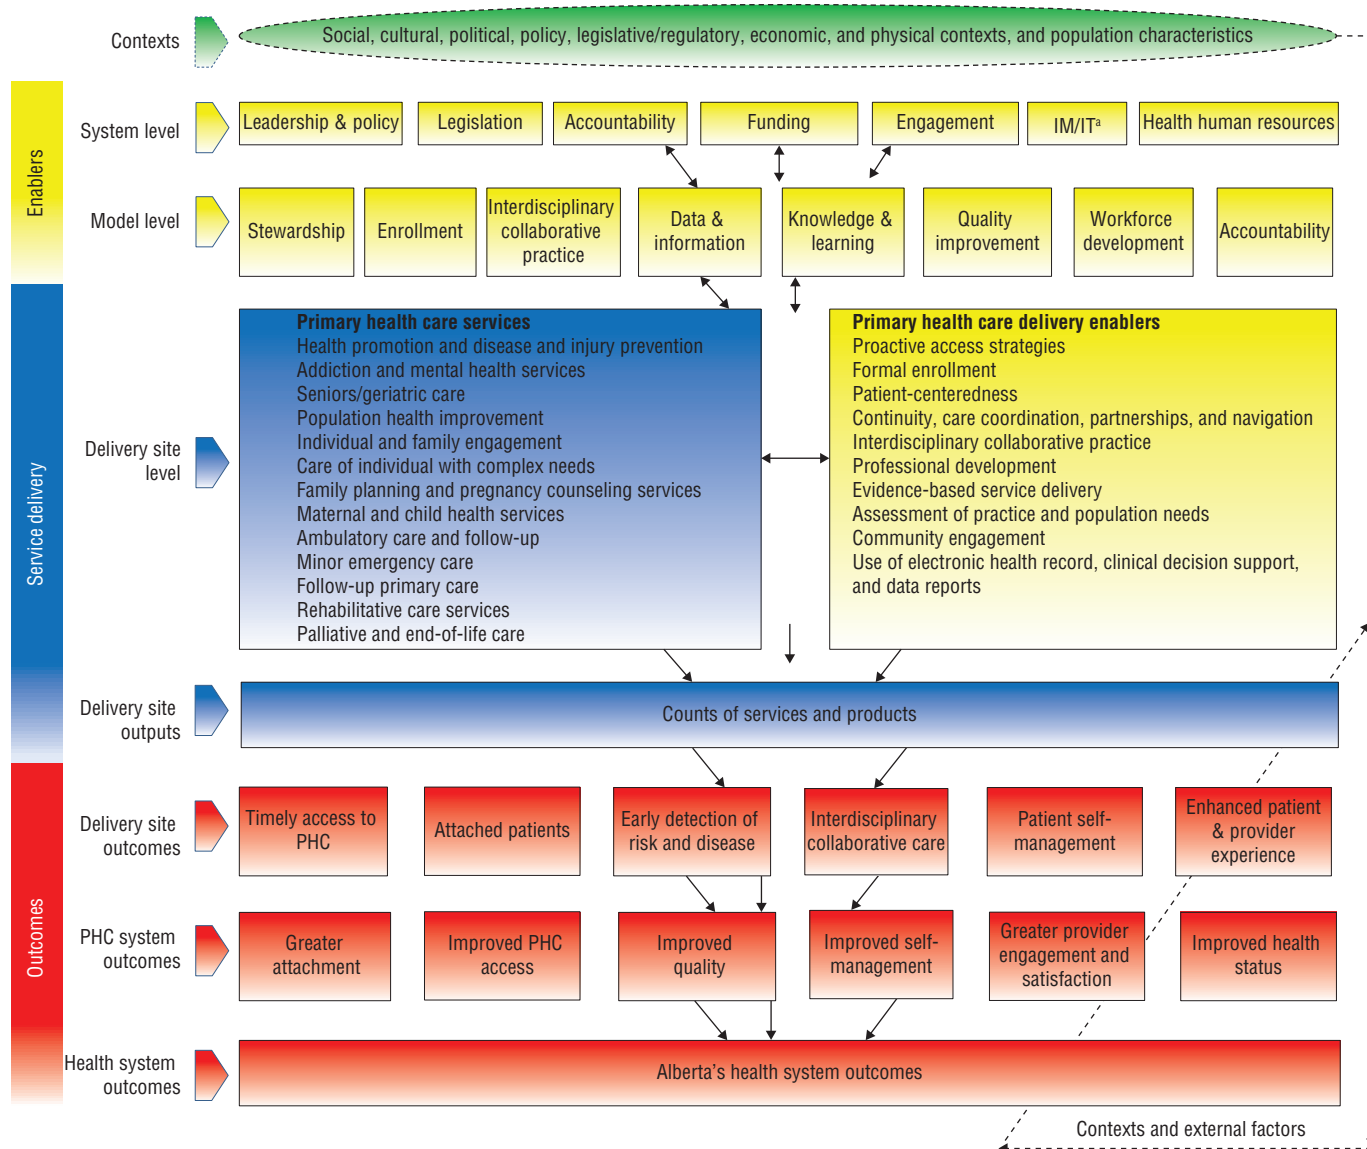 Contexts
Social, cultural, political, policy, legislative/regulatory, economic, and physical contexts, and population characteristics
Enablers
System level
Leadership & policy
Legislation
Accountability
Funding
Engagement
IM/ITᵃ
Health human resources
Model level
Stewardship
Enrollment
Interdisciplinary
collaborative
practice
Data &
information
Knowledge &
learning
Quality
improvement
Workforce
development
Accountability
Service delivery
Delivery site
level
Primary health care services
Health promotion and disease and injury prevention
Addiction and mental health services
Seniors/geriatric care
Population health improvement
Individual and family engagement
Care of individual with complex needs
Family planning and pregnancy counseling services
Maternal and child health services
Ambulatory care and follow-up
Minor emergency care
Follow-up primary care
Rehabilitative care services
Palliative and end-of-life care
Primary health care delivery enablers
Proactive access strategies
Formal enrollment
Patient-centeredness
Continuity, care coordination, partnerships, and navigation
Interdisciplinary collaborative practice
Professional development
Evidence-based service delivery
Assessment of practice and population needs
Community engagement
Use of electronic health record, clinical decision support,
and data reports
Delivery site
outputs
Counts of services and products
Outcomes
Delivery site
outcomes
Timely access to
PHC
Attached patients
Early detection of
risk and disease
Interdisciplinary
collaborative care
Patient self-
management
Enhanced patient
& provider
experience
PHC system
outcomes
Greater
attachment
Improved PHC
access
Improved
quality
Improved self-
management
Greater provider
engagement and
satisfaction
Improved health
status
Health system
outcomes
Alberta’s health system outcomes
Contexts and external factors